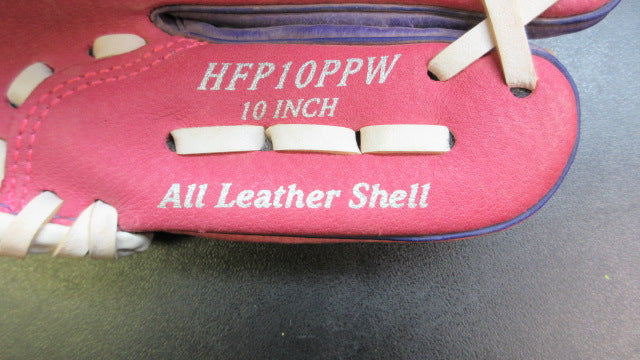 HFP10PPW
10 INCH
All Leather Shell